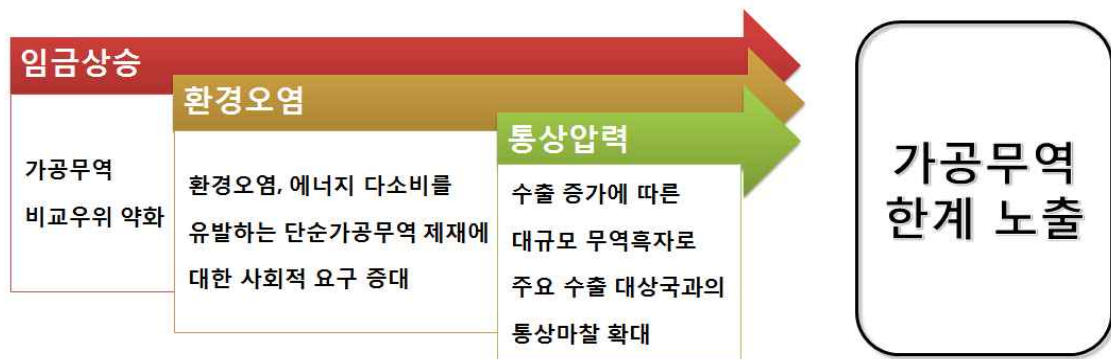 임금상승
가공무역
비교우위 약화
환경오염
환경오염, 에너지 다소비를
유발하는 단순가공무역 제재에
대한 사회적 요구 증대
통상압력
수출 증가에 따른
대규모 무역흑자로
주요 수출 대상국과의
통상마찰 확대
가공무역
한계 노출